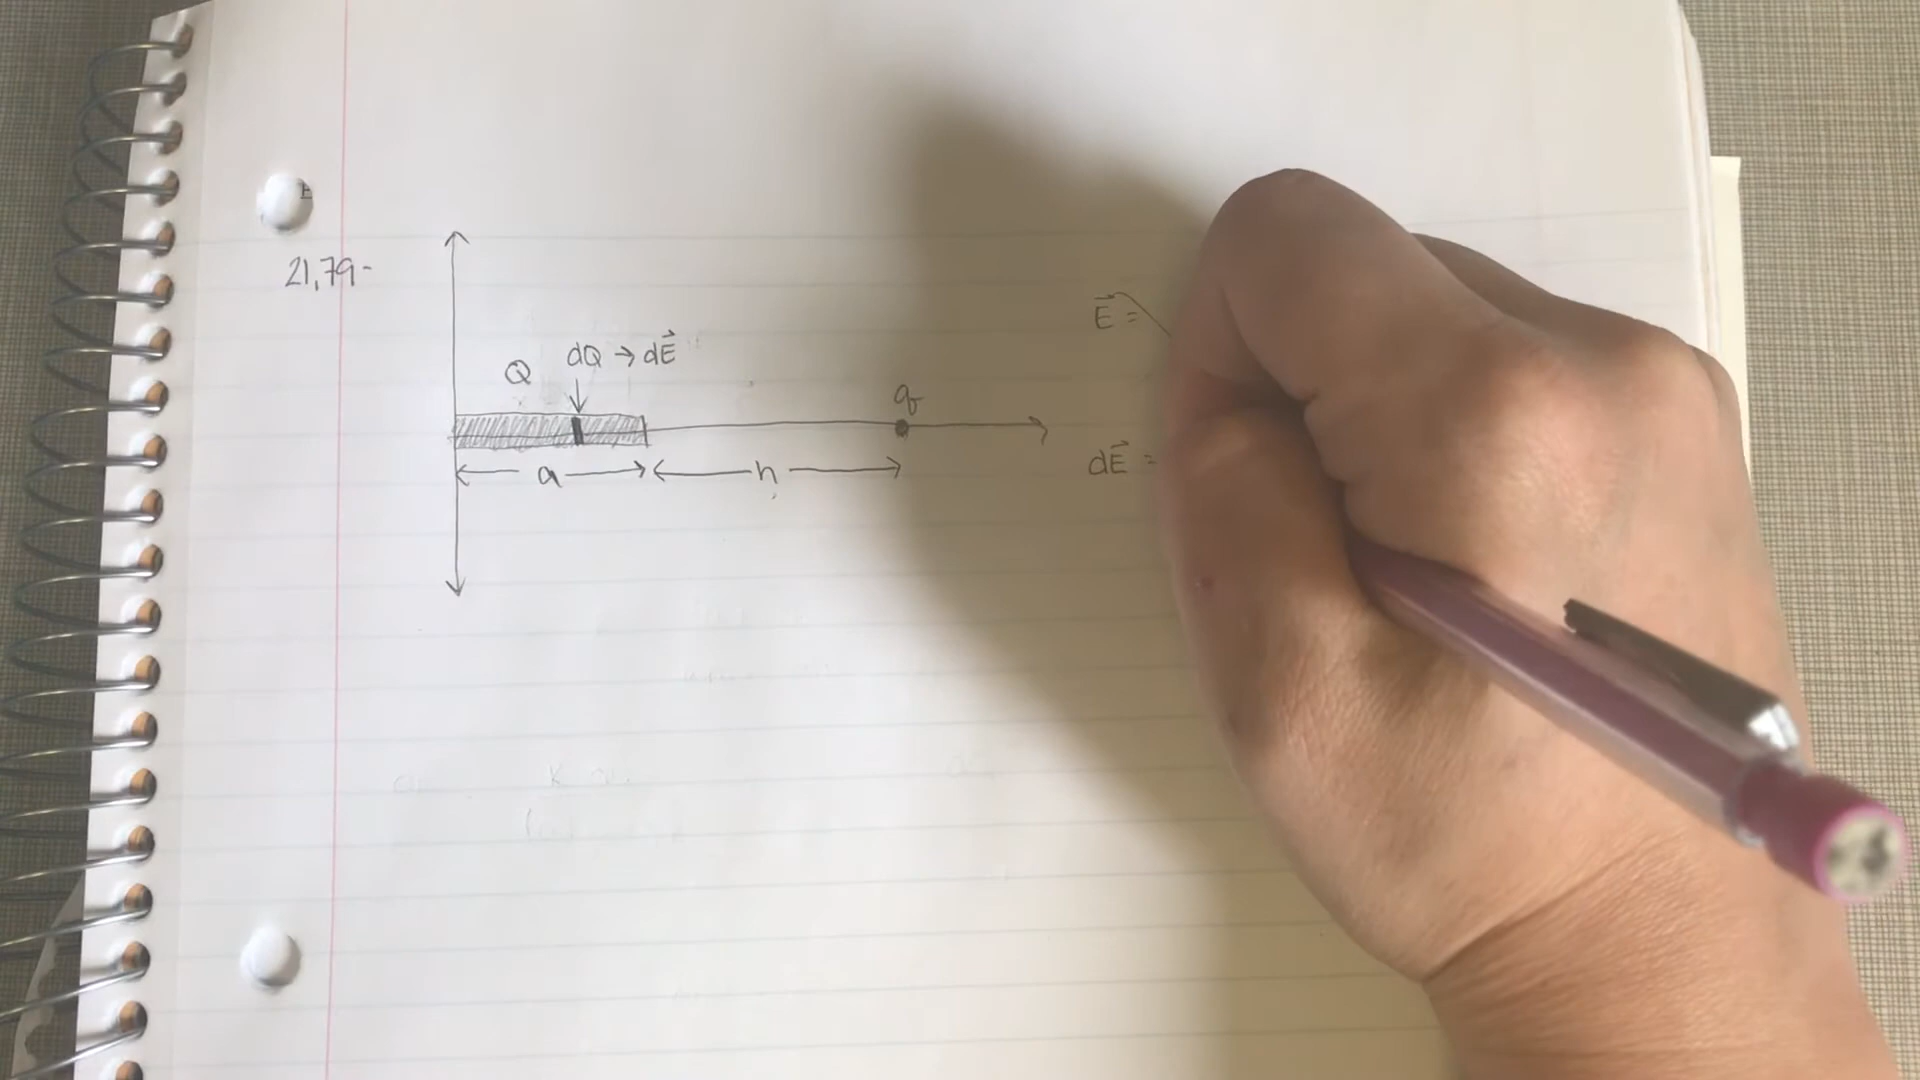 21,79-
Q dQ → dE⃗
q
a h
E⃗ =
dE⃗ =